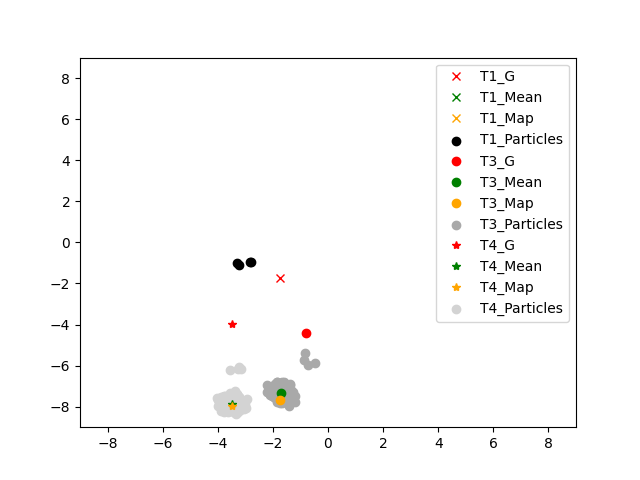 8
6
4
2
0
−2
−4
−6
−8
−8 −6 −4 −2 0 2 4 6 8
T1_G
T1_Mean
T1_Map
T1_Particles
T3_G
T3_Mean
T3_Map
T3_Particles
T4_G
T4_Mean
T4_Map
T4_Particles